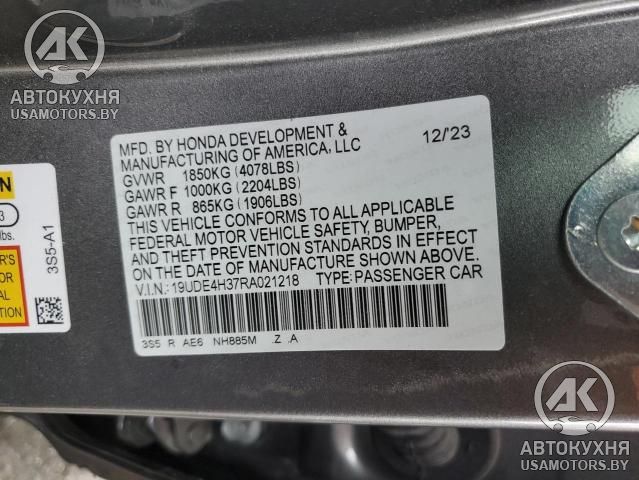 АВТОКУХНЯ
USAMOTORS.BY
MFD. BY HONDA DEVELOPMENT & 12/'23
MANUFACTURING OF AMERICA, LLC
GVWR 1850KG (4078LBS)
GAWR F 1000KG (2204LBS)
GAWR R 865KG (1906LBS)
THIS VEHICLE CONFORMS TO ALL APPLICABLE
FEDERAL MOTOR VEHICLE SAFETY, BUMPER,
AND THEFT PREVENTION STANDARDS IN EFFECT
ON THE DATE OF MANUFACTURE SHOWN ABOVE.
V.I.N.: 19UDE4H37RA021218 TYPE: PASSENGER CAR
3S5 R AE6 NH885M .Z .A
3
lbs.
3S5-A1
AK
АВТОКУХНЯ
USAMOTORS.BY